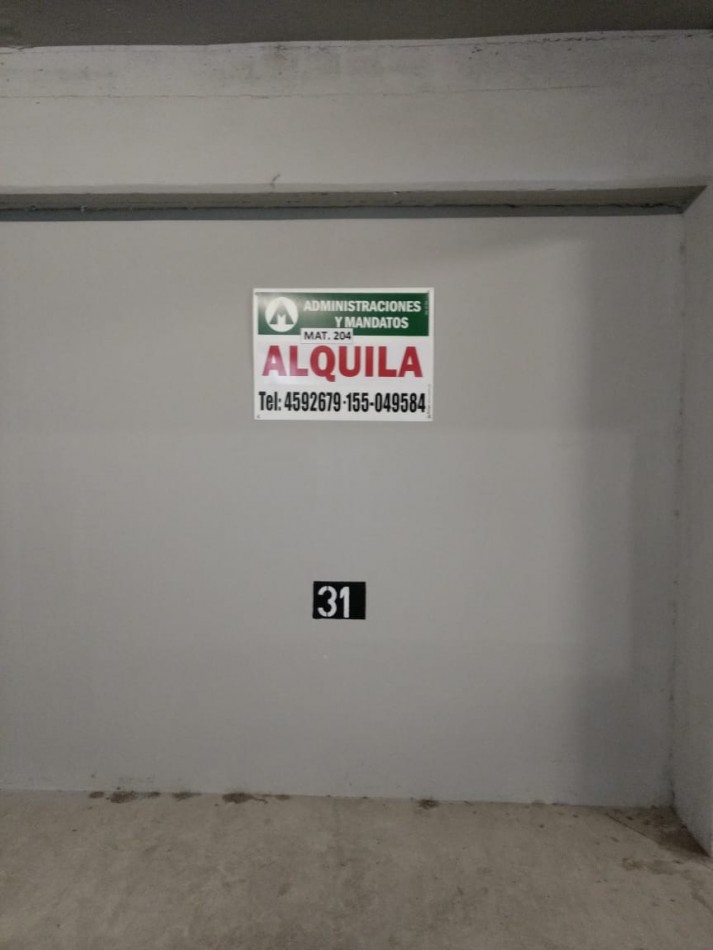 ADMINISTRACIONES
Y MANDATOS
MAT. 204
ALQUILA
Tel: 4592679-155-049584
31